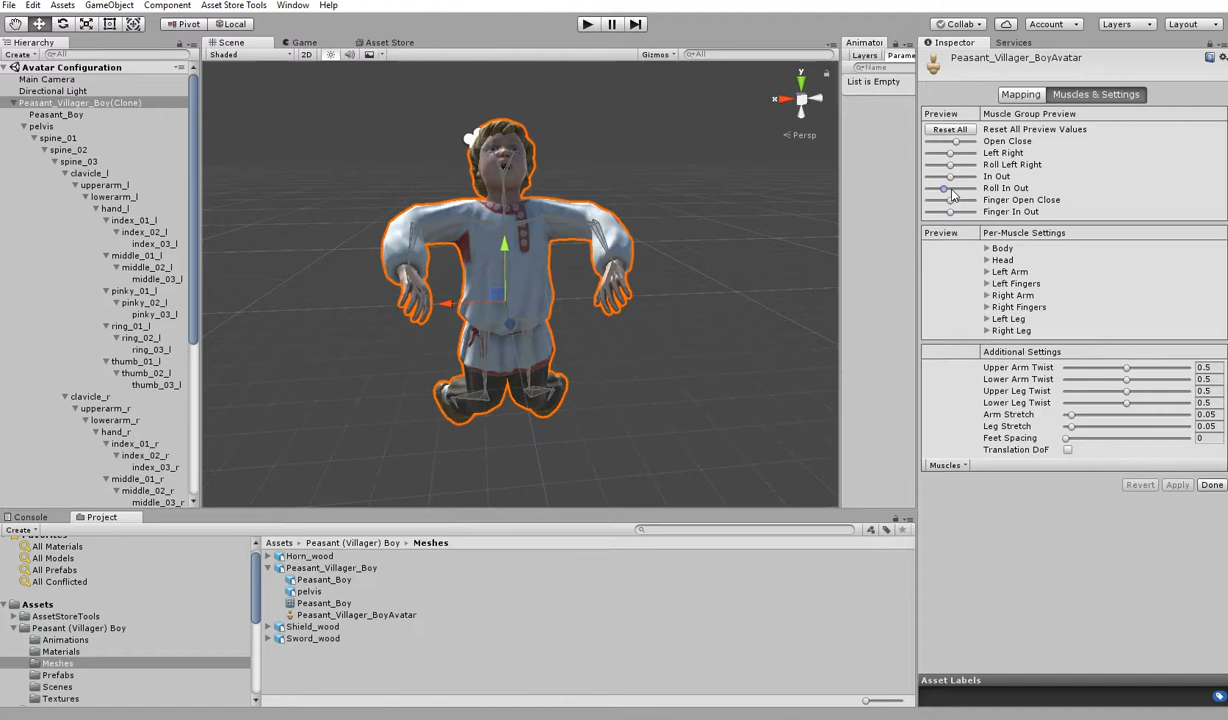 File Edit Assets GameObject Component Asset Store Tools Window Help
Pivot Local Collab Account Layers Layout
Hierarchy
Create All
Avatar Configuration
Main Camera
Directional Light
Peasant_Villager_Boy(Clone)
Peasant_Boy
pelvis
spine_01
spine_02
spine_03
clavicle_l
upperarm_l
lowerarm_l
hand_l
index_01_l
index_02_l
index_03_l
middle_01_l
middle_02_l
middle_03_l
pinky_01_l
pinky_02_l
pinky_03_l
ring_01_l
ring_02_l
ring_03_l
thumb_01_l
thumb_02_l
thumb_03_l
clavicle_r
upperarm_r
lowerarm_r
hand_r
index_01_r
index_02_r
index_03_r
middle_01_r
middle_02_r
middle_03_r
Scene Game Asset Store
Shaded 2D Gizmos All
y
x
Persp
Animator
Layers Parame
Name
List is Empty
Inspector Services
Peasant_Villager_BoyAvatar
Mapping Muscles & Settings
Preview Muscle Group Preview
Reset All Reset All Preview Values
Open Close
Left Right
Roll Left Right
In Out
Roll In Out
Finger Open Close
Finger In Out
Preview Per-Muscle Settings
Body
Head
Left Arm
Left Fingers
Right Arm
Right Fingers
Left Leg
Right Leg
Additional Settings
Upper Arm Twist 0.5
Lower Arm Twist 0.5
Upper Leg Twist 0.5
Lower Leg Twist 0.5
Arm Stretch 0.05
Leg Stretch 0.05
Feet Spacing 0
Translation DoF
Muscles
Revert Apply Done
Asset Labels
Console Project
Create
Favorites
All Materials
All Models
All Prefabs
All Conflicted
Assets
AssetStoreTools
Peasant (Villager) Boy
Animations
Materials
Meshes
Prefabs
Scenes
Textures
Assets Peasant (Villager) Boy Meshes
Horn_wood
Peasant_Villager_Boy
Peasant_Boy
pelvis
Peasant_Boy
Peasant_Villager_BoyAvatar
Shield_wood
Sword_wood